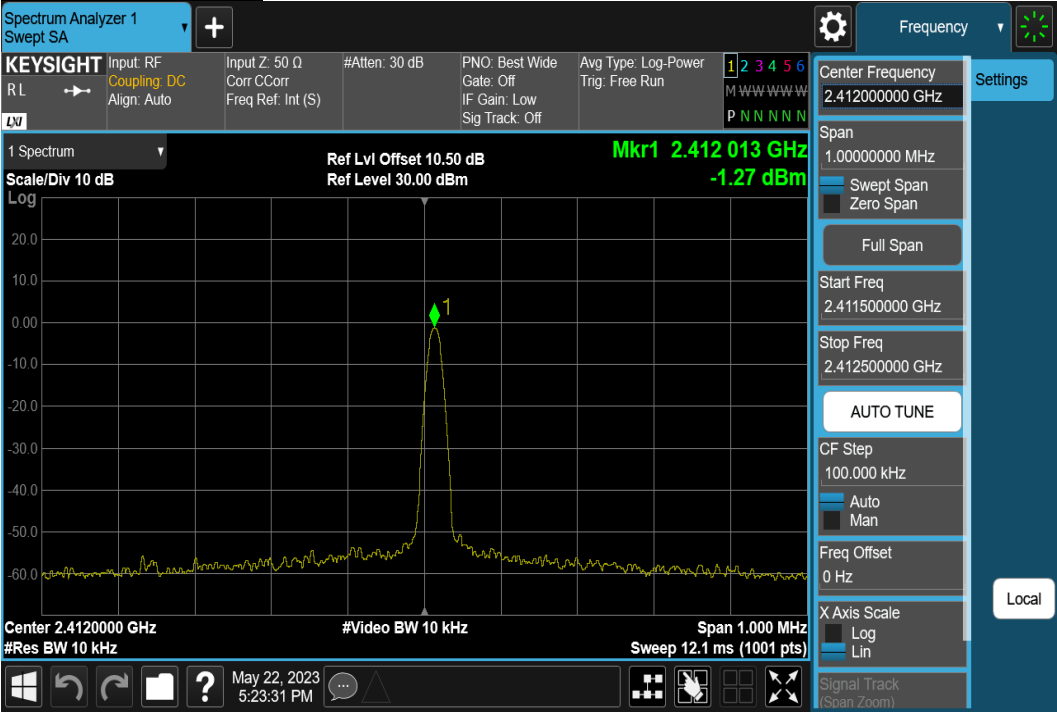 Spectrum Analyzer 1
Swept SA
+
Frequency
KEYSIGHT
R L
LXI
Input: RF
Coupling: DC
Align: Auto
Input Z: 50 Ω
Corr CCorr
Freq Ref: Int (S)
#Atten: 30 dB
PNO: Best Wide
Gate: Off
IF Gain: Low
Sig Track: Off
Avg Type: Log-Power
Trig: Free Run
1 2 3 4 5 6
M W W W W W
P N N N N N
1 Spectrum
Scale/Div 10 dB
Log
Ref Lvl Offset 10.50 dB
Ref Level 30.00 dBm
Mkr1 2.412 013 GHz
-1.27 dBm
20.0
10.0
0.00
-10.0
-20.0
-30.0
-40.0
-50.0
-60.0
1
Center 2.4120000 GHz
#Res BW 10 kHz
#Video BW 10 kHz
Span 1.000 MHz
Sweep 12.1 ms (1001 pts)
Center Frequency
2.412000000 GHz
Span
1.00000000 MHz
Swept Span
Zero Span
Full Span
Start Freq
2.411500000 GHz
Stop Freq
2.412500000 GHz
AUTO TUNE
CF Step
100.000 kHz
Auto
Man
Freq Offset
0 Hz
X Axis Scale
Log
Lin
Signal Track
(Span Zoom)
Settings
Local
?
May 22, 2023
5:23:31 PM